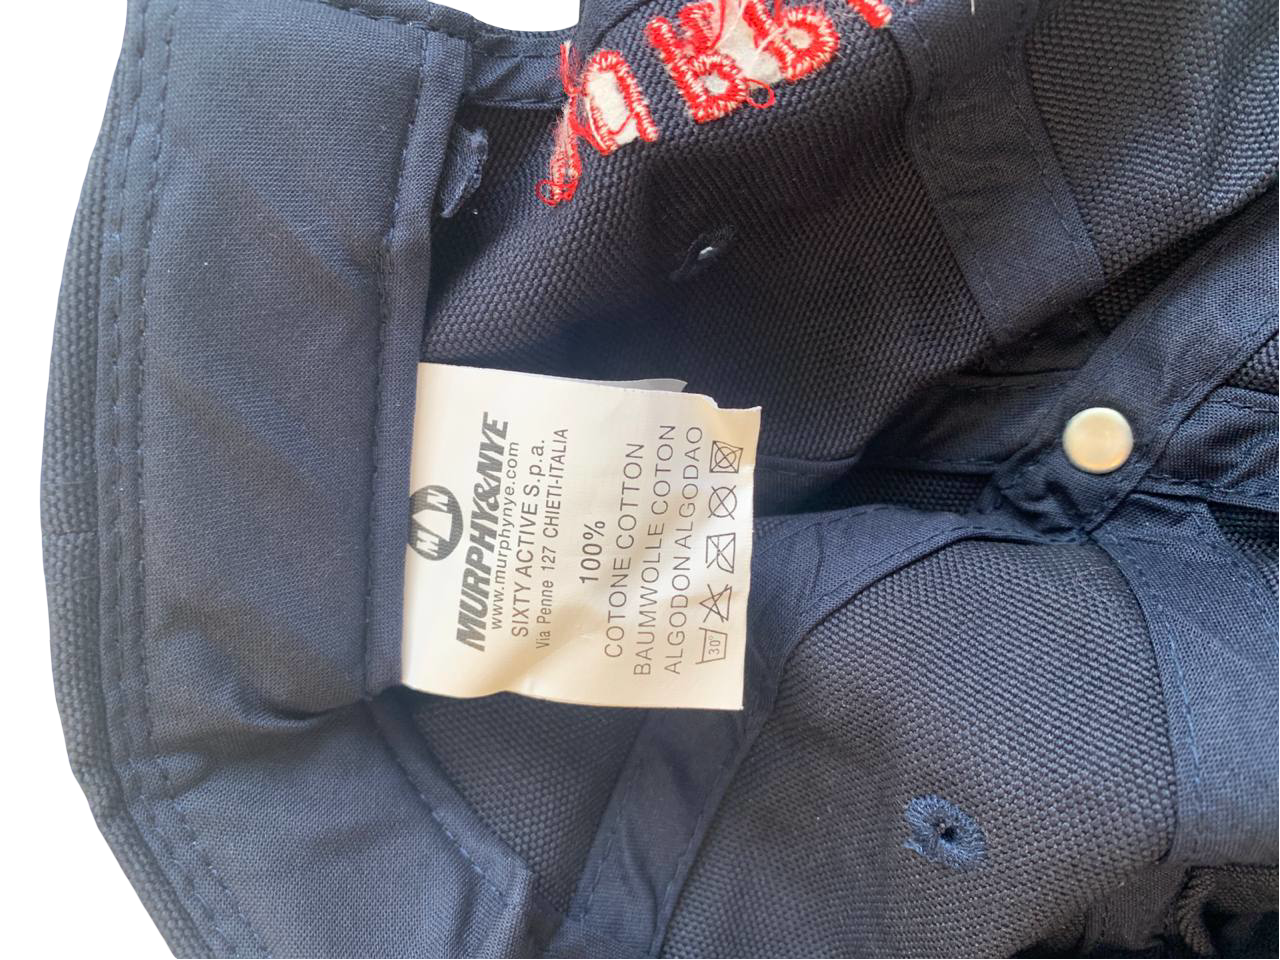 MURPHY&NYE
www.murphynye.com
SIXTY ACTIVE S.p.a.
Via Penne 127 CHIETI-ITALIA
100%
COTONE COTTON
BAUMWOLLE COTON
ALGODON ALGODAO
30°